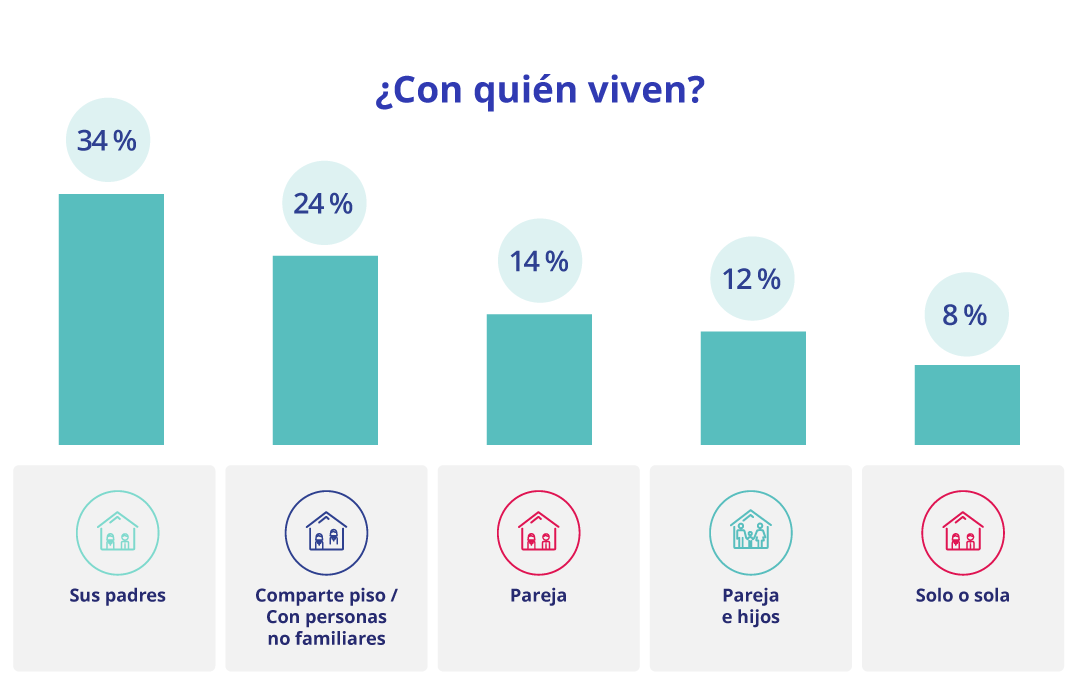 ¿Con quién viven?
34 %
24 %
14 %
12 %
8 %
Sus padres
Comparte piso /
Con personas
no familiares
Pareja
Pareja
e hijos
Solo o sola